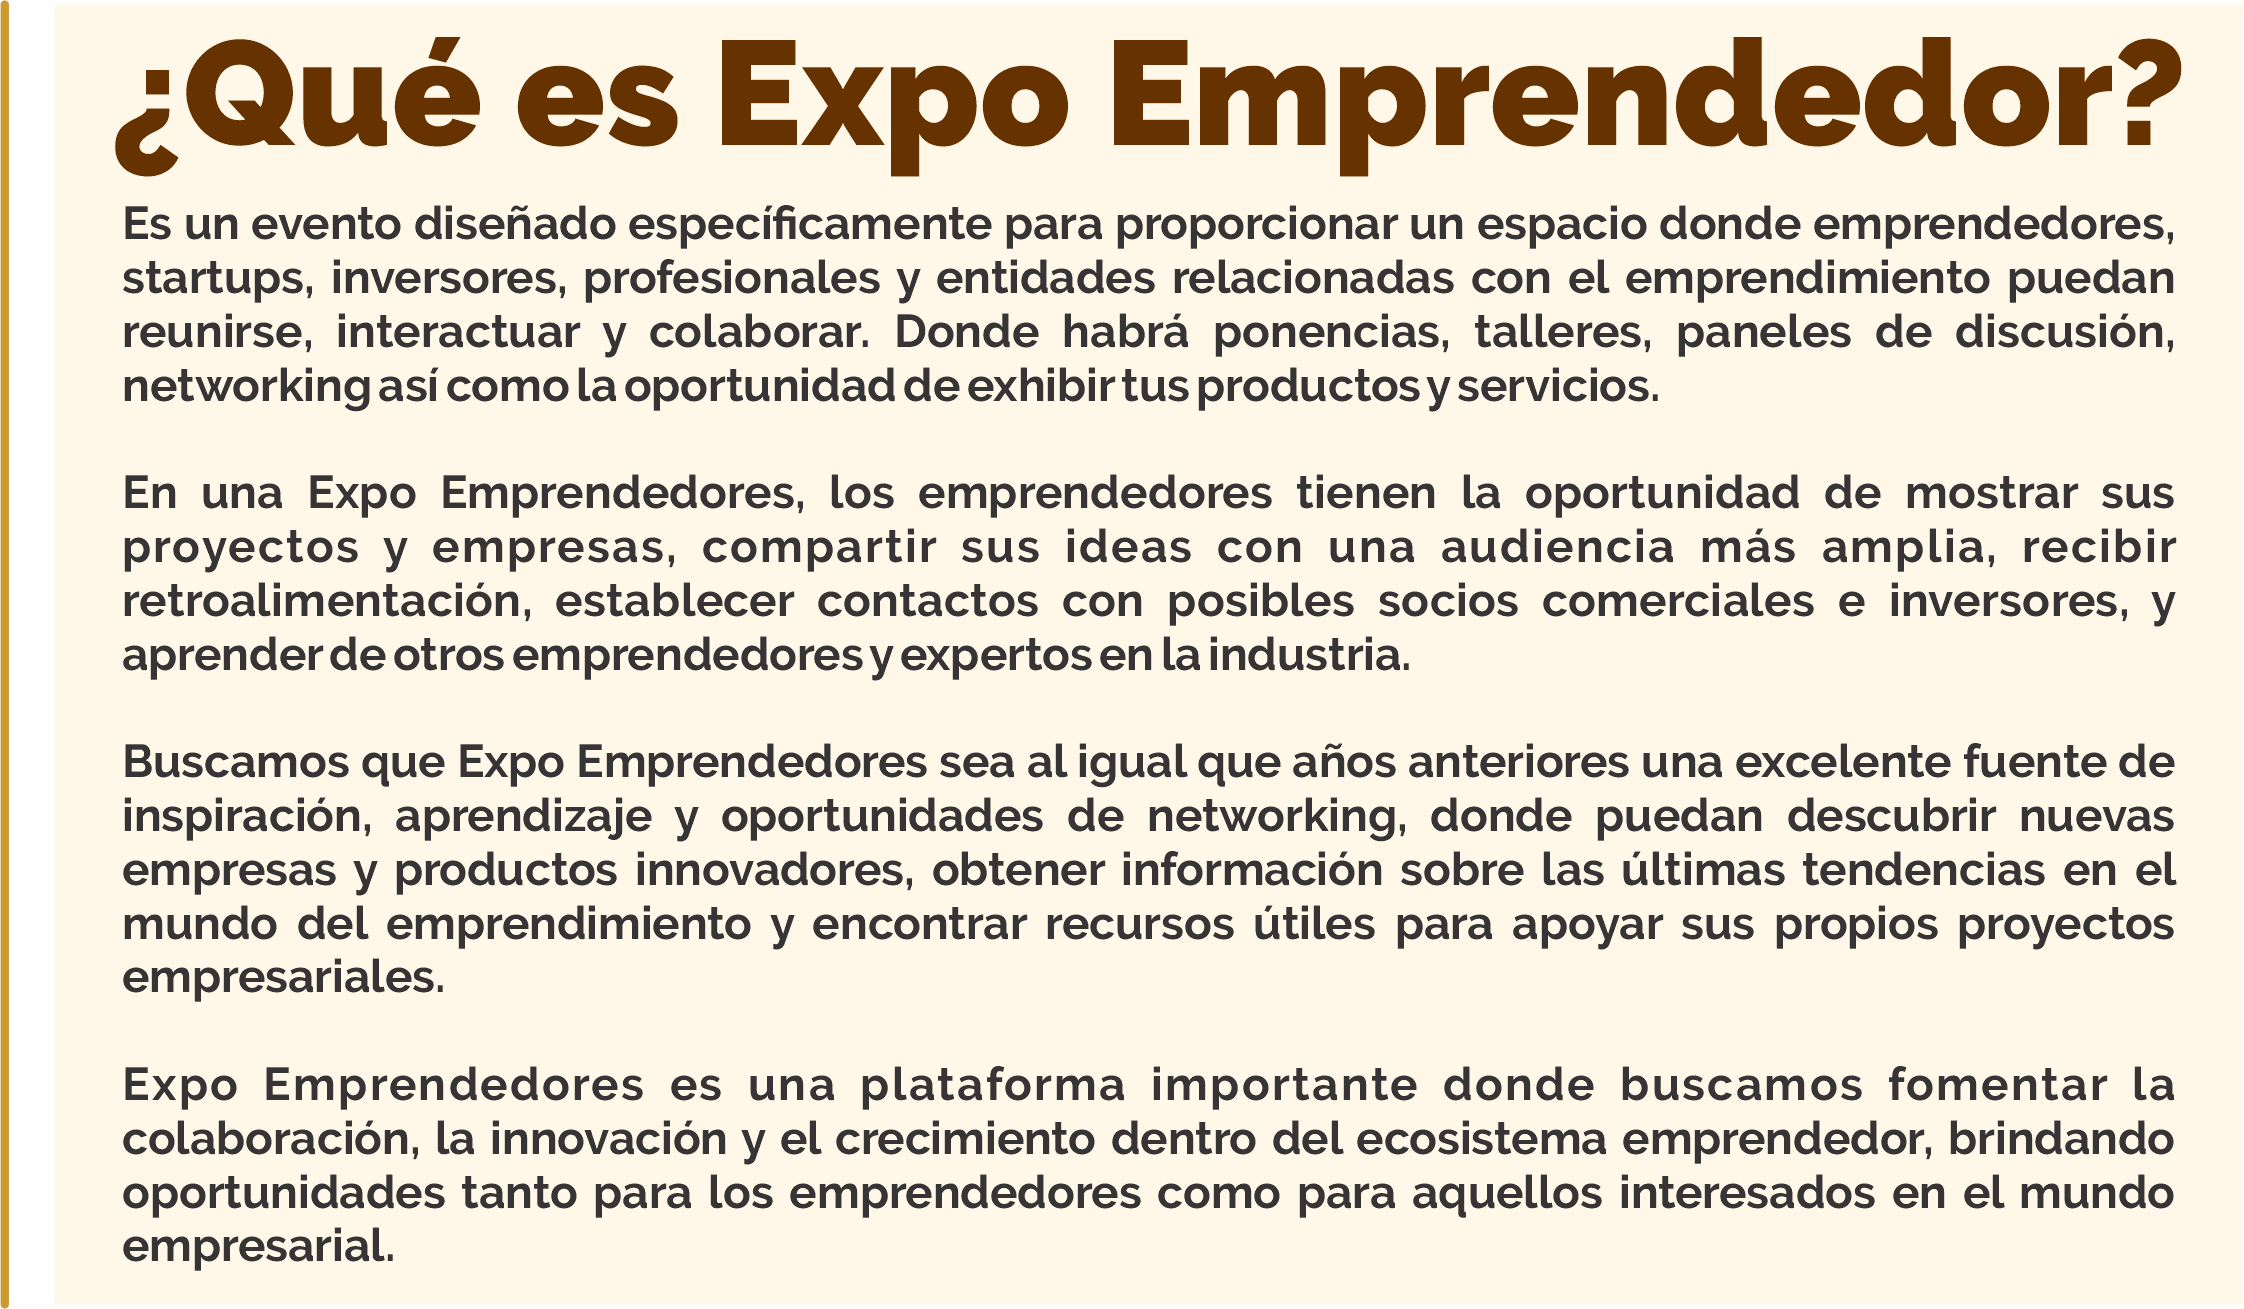 ¿Qué es Expo Emprendedor?
Es un evento diseñado específicamente para proporcionar un espacio donde emprendedores,
startups, inversores, profesionales y entidades relacionadas con el emprendimiento puedan
reunirse, interactuar y colaborar. Donde habrá ponencias, talleres, paneles de discusión,
networking así como la oportunidad de exhibir tus productos y servicios.
En una Expo Emprendedores, los emprendedores tienen la oportunidad de mostrar sus
proyectos y empresas, compartir sus ideas con una audiencia más amplia, recibir
retroalimentación, establecer contactos con posibles socios comerciales e inversores, y
aprender de otros emprendedores y expertos en la industria.
Buscamos que Expo Emprendedores sea al igual que años anteriores una excelente fuente de
inspiración, aprendizaje y oportunidades de networking, donde puedan descubrir nuevas
empresas y productos innovadores, obtener información sobre las últimas tendencias en el
mundo del emprendimiento y encontrar recursos útiles para apoyar sus propios proyectos
empresariales.
Expo Emprendedores es una plataforma importante donde buscamos fomentar la
colaboración, la innovación y el crecimiento dentro del ecosistema emprendedor, brindando
oportunidades tanto para los emprendedores como para aquellos interesados en el mundo
empresarial.